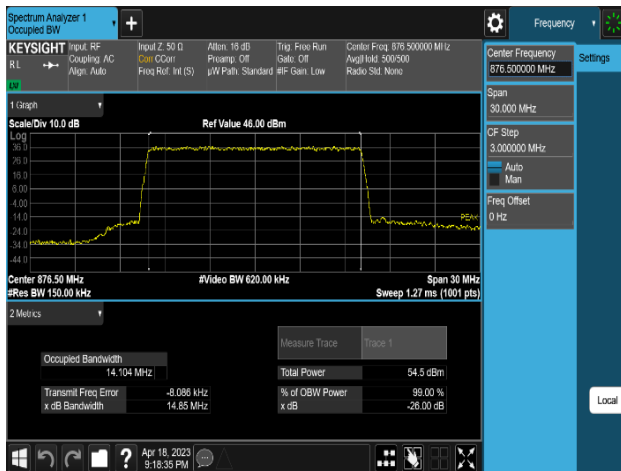 Spectrum Analyzer 1
Occupied BW
Frequency
KEYSIGHT
RL
Input: RF
Coupling: AC
Align: Auto
Input Z: 50 Ω
Corr CCorr
Freq Ref: Int (S)
Atten: 16 dB
Preamp: Off
µW Path: Standard
Trig: Free Run
Gate: Off
#IF Gain: Low
Center Freq: 876.500000 MHz
Avg|Hold: 500/500
Radio Std: None
Center Frequency
876.500000 MHz
Settings
Span
30.000 MHz
CF Step
3.000000 MHz
Auto
Man
Freq Offset
0 Hz
Local
1 Graph
Scale/Div 10.0 dB
Ref Value 46.00 dBm
Log
36.0
26.0
16.0
6.00
-4.00
-14.0
-24.0
-34.0
-44.0
PEAK
Center 876.50 MHz
#Video BW 620.00 kHz
Span 30 MHz
#Res BW 150.00 kHz
Sweep 1.27 ms (1001 pts)
2 Metrics
Measure Trace
Trace 1
Occupied Bandwidth
14.104 MHz
Total Power
54.5 dBm
Transmit Freq Error
-8.086 kHz
% of OBW Power
99.00 %
x dB Bandwidth
14.85 MHz
x dB
-26.00 dB
Apr 18, 2023
9:18:35 PM